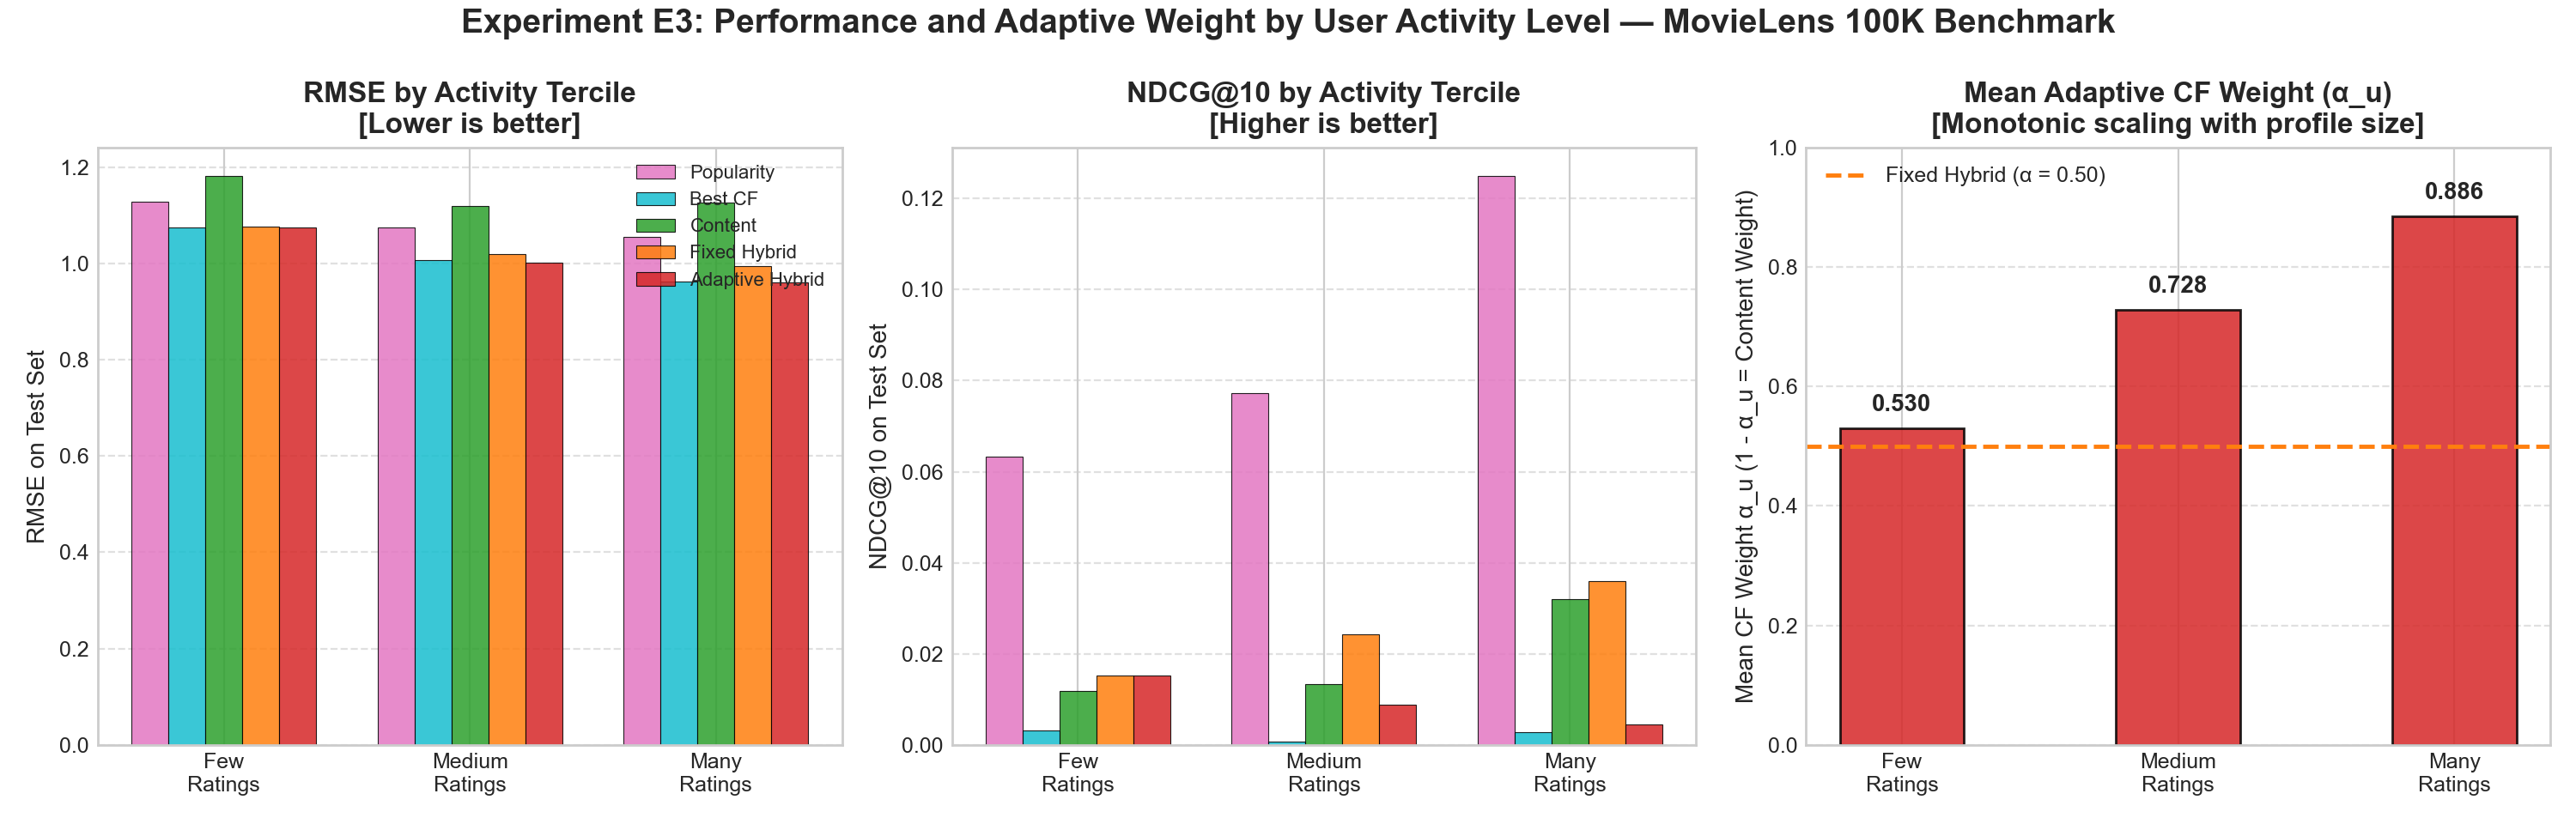 Experiment E3: Performance and Adaptive Weight by User Activity Level — MovieLens 100K Benchmark
RMSE by Activity Tercile
[Lower is better]
RMSE on Test Set
1.2
1.0
0.8
0.6
0.4
0.2
0.0
Popularity
Best CF
Content
Fixed Hybrid
Adaptive Hybrid
Few
Ratings
Medium
Ratings
Many
Ratings
NDCG@10 by Activity Tercile
[Higher is better]
NDCG@10 on Test Set
0.12
0.10
0.08
0.06
0.04
0.02
0.00
Few
Ratings
Medium
Ratings
Many
Ratings
Mean Adaptive CF Weight (α_u)
[Monotonic scaling with profile size]
Mean CF Weight α_u (1 - α_u = Content Weight)
1.0
0.8
0.6
0.4
0.2
0.0
Fixed Hybrid (α = 0.50)
0.530
0.728
0.886
Few
Ratings
Medium
Ratings
Many
Ratings